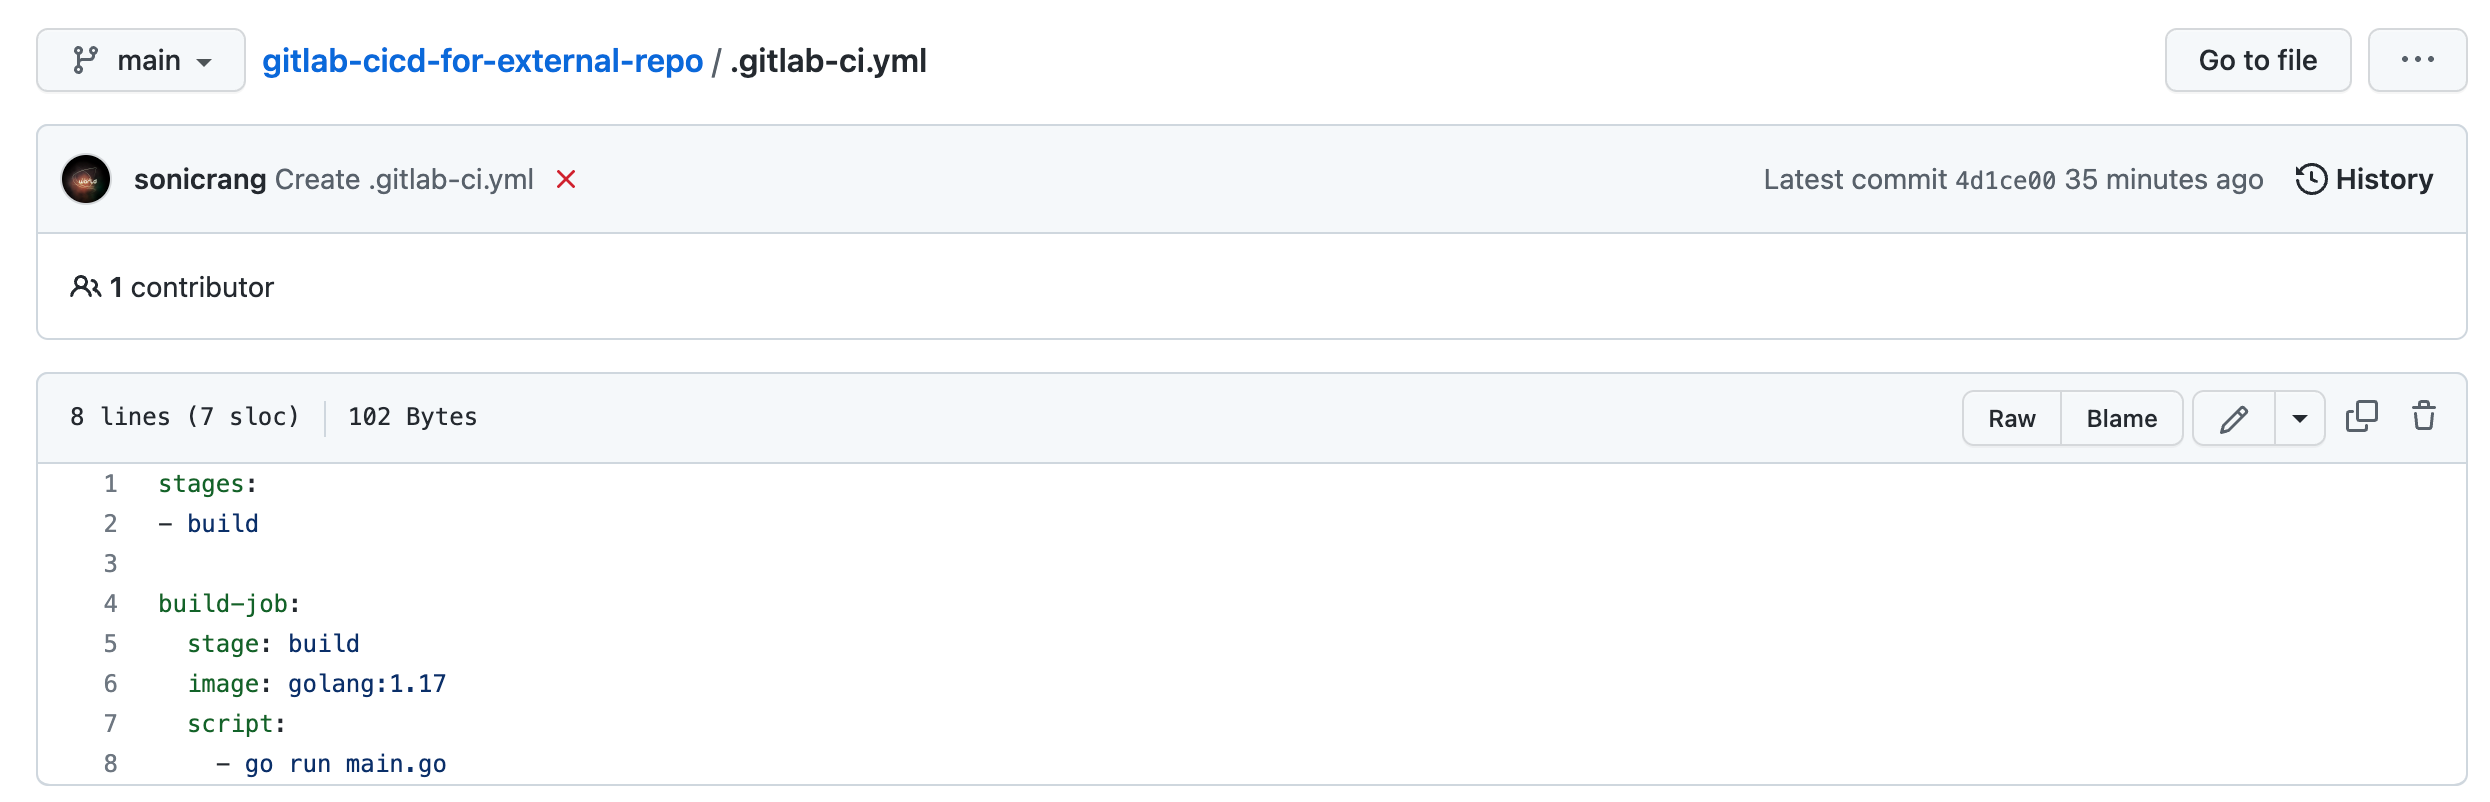 main
gitlab-cicd-for-external-repo / .gitlab-ci.yml
Go to file
sonicrang Create .gitlab-ci.yml
Latest commit 4d1ce00 35 minutes ago
History
1 contributor
8 lines (7 sloc)
102 Bytes
Raw
Blame
1 stages:
2 - build
3
4 build-job:
5   stage: build
6   image: golang:1.17
7   script:
8     - go run main.go